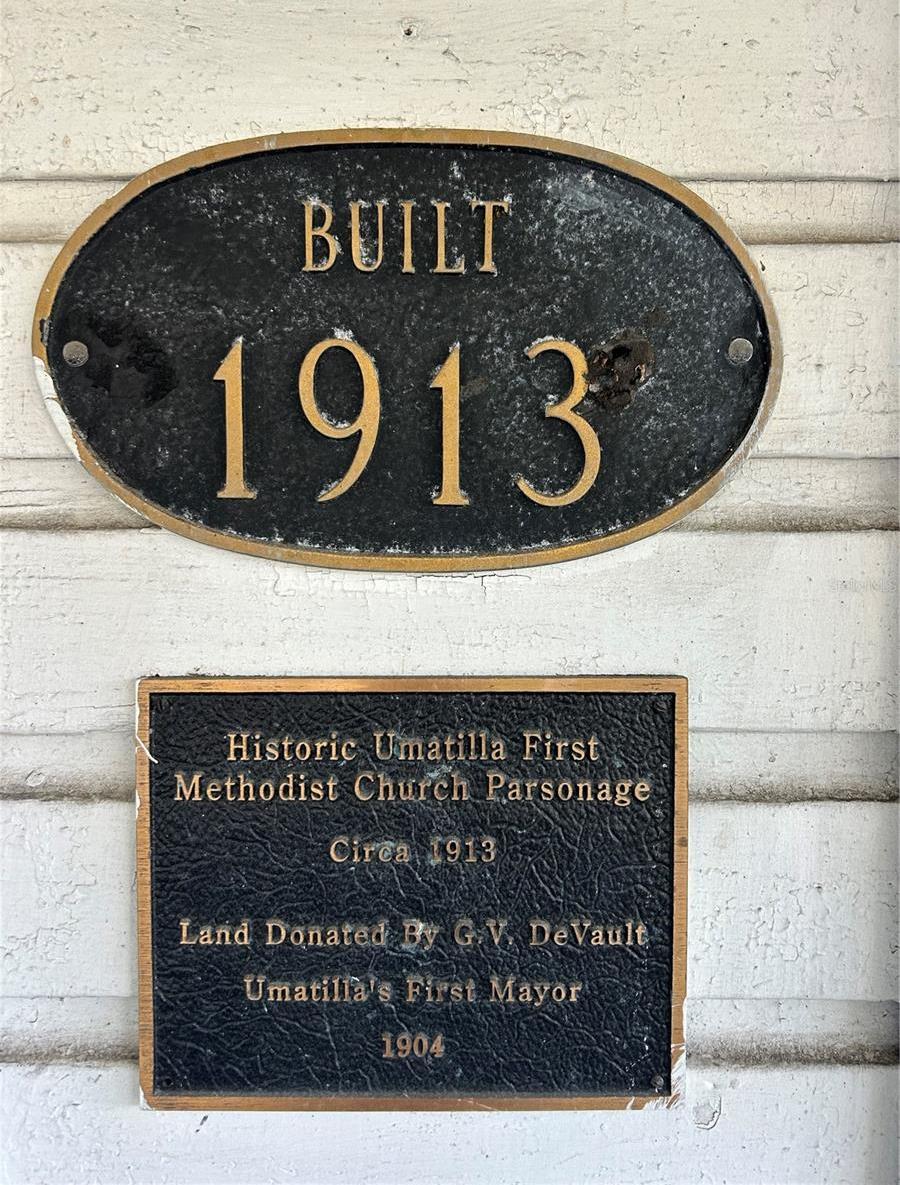 BUILT
1913
Historic Umatilla First
Methodist Church Parsonage
Circa 1913
Land Donated By G.V. DeVault
Umatilla's First Mayor
1904